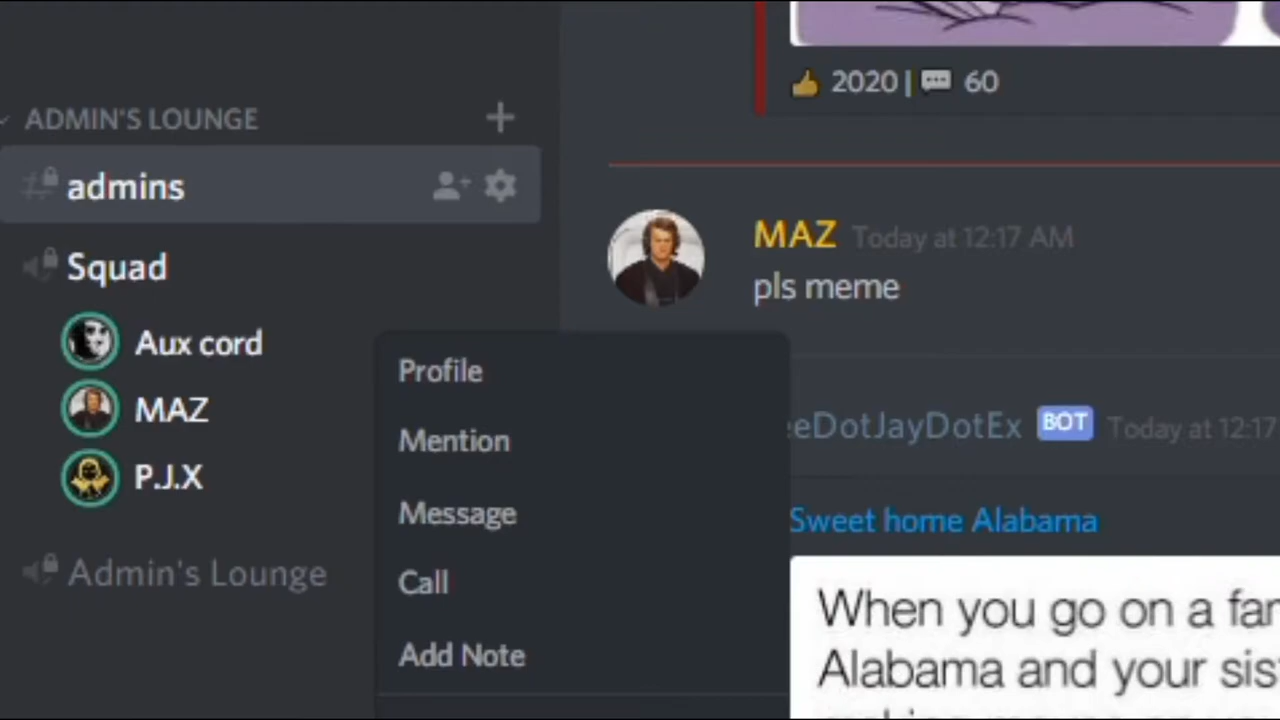 ADMIN'S LOUNGE
admins
Squad
Aux cord
MAZ
P.J.X
Admin's Lounge
Profile
Mention
Message
Call
Add Note
2020 | 60
MAZ Today at 12:17 AM
pls meme
eeDotJayDotEx BOT Today at 12:17
Sweet home Alabama
When you go on a far
Alabama and your sis